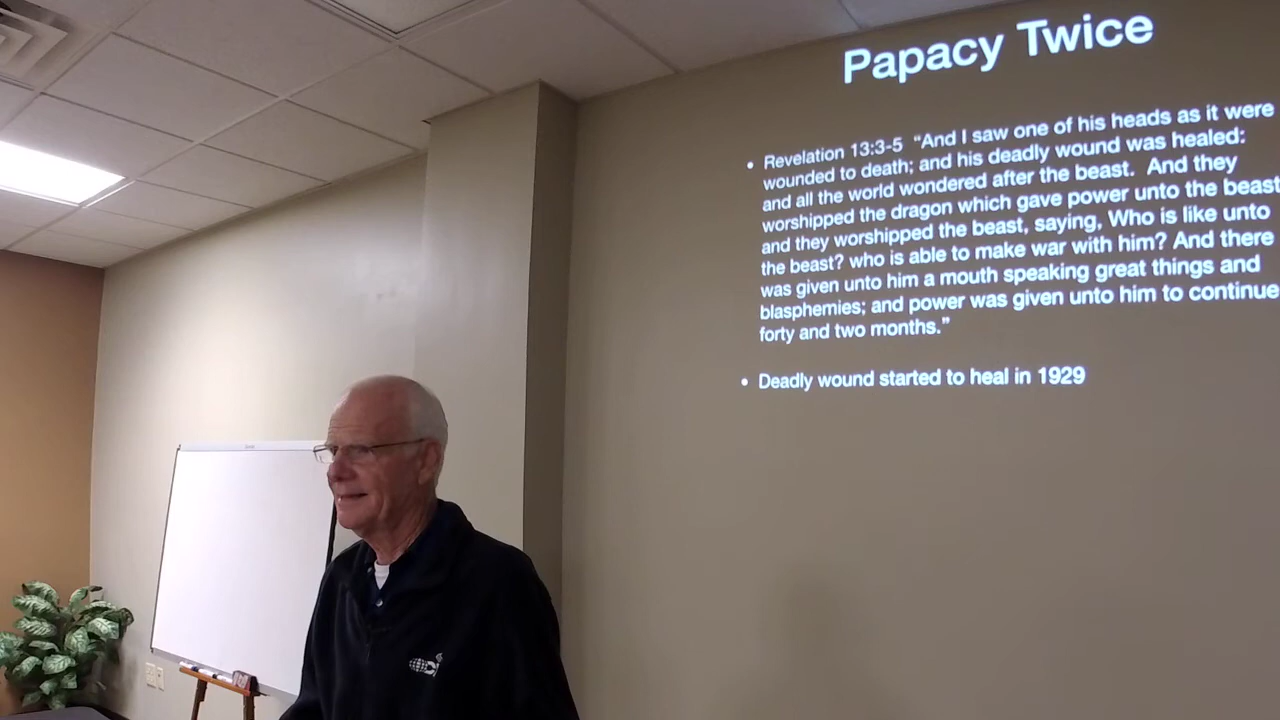 Papacy Twice
• Revelation 13:3-5 “And I saw one of his heads as it were
wounded to death; and his deadly wound was healed:
and all the world wondered after the beast. And they
worshipped the dragon which gave power unto the beast
and they worshipped the beast, saying, Who is like unto
the beast? who is able to make war with him? And there
was given unto him a mouth speaking great things and
blasphemies; and power was given unto him to continue
forty and two months.”
• Deadly wound started to heal in 1929